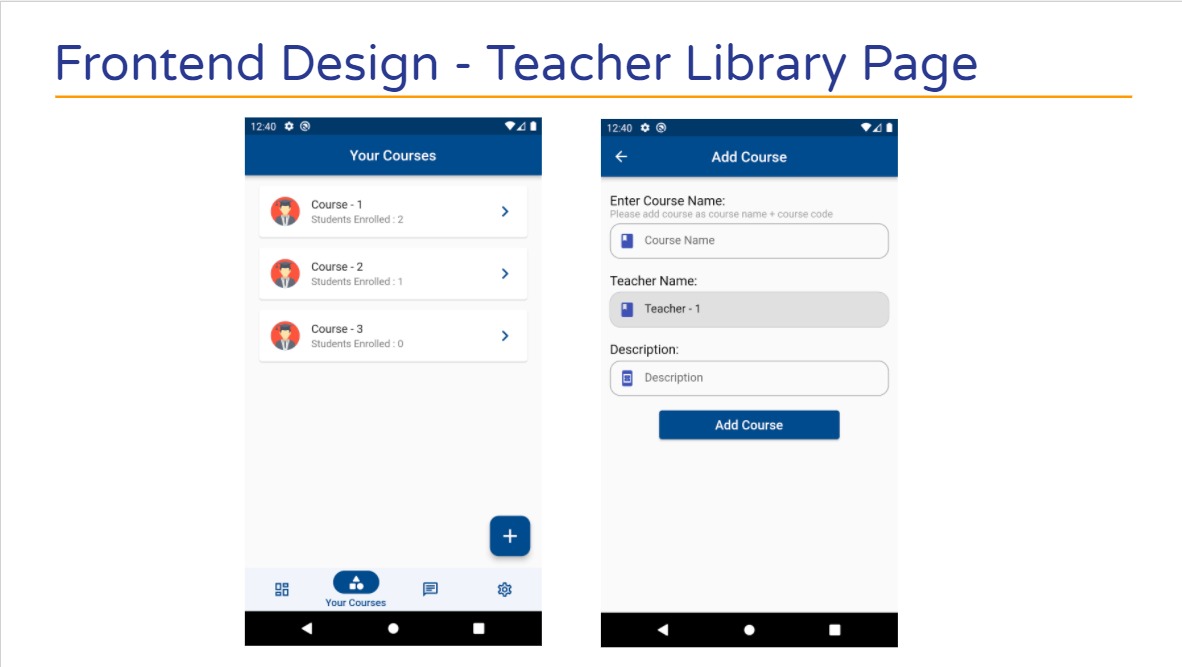 Frontend Design - Teacher Library Page
12:40
Your Courses
Course - 1
Students Enrolled : 2
Course - 2
Students Enrolled : 1
Course - 3
Students Enrolled : 0
+
Your Courses
12:40
Add Course
Enter Course Name:
Please add course as course name + course code
Course Name
Teacher Name:
Teacher - 1
Description:
Description
Add Course